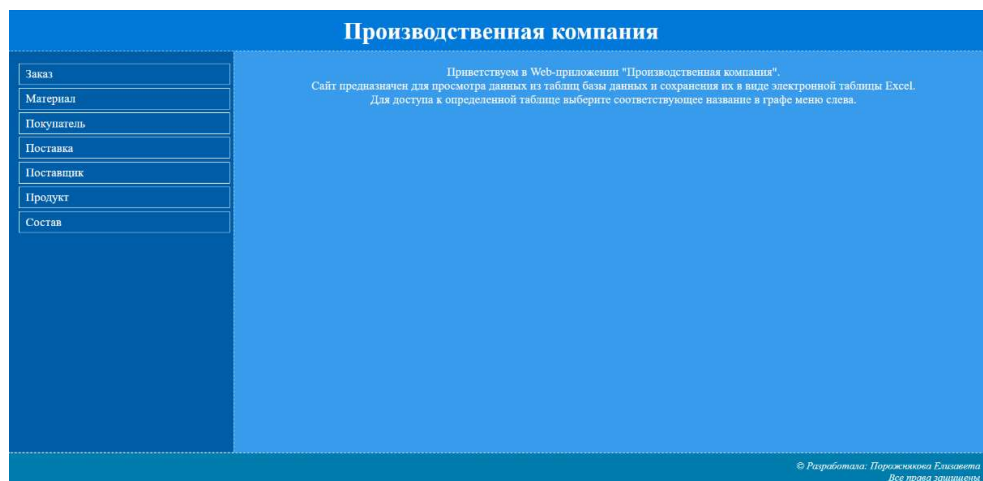 Производственная компания
Заказ
Материал
Покупатель
Поставка
Поставщик
Продукт
Состав
Приветствуем в Web-приложении "Производственная компания".
Сайт предназначен для просмотра данных из таблиц базы данных и сохранения их в виде электронной таблицы Excel.
Для доступа к определенной таблице выберите соответствующее название в графе меню слева.
© Разработала: Порожнякова Елизавета
Все права защищены